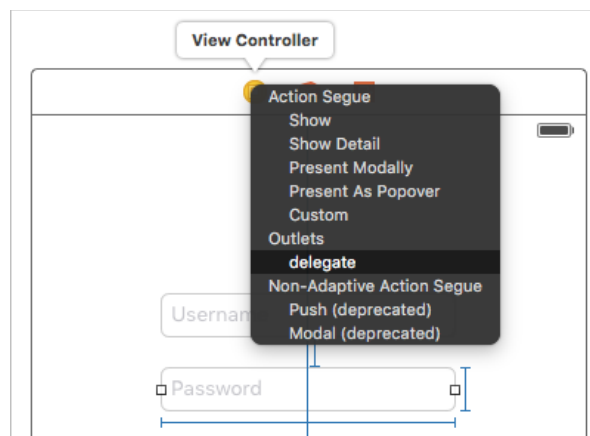 View Controller
Action Segue
Show
Show Detail
Present Modally
Present As Popover
Custom
Outlets
delegate
Non-Adaptive Action Segue
Push (deprecated)
Modal (deprecated)
Password